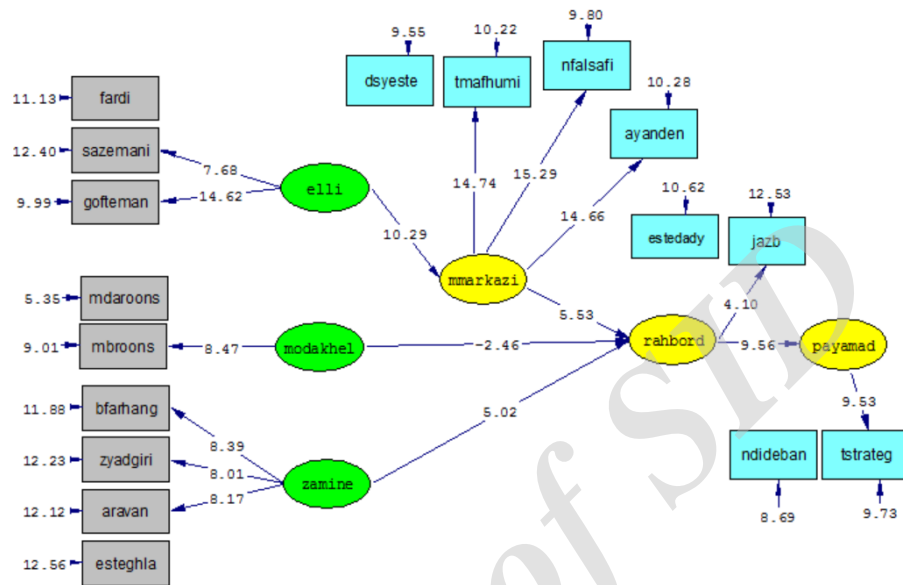 9.55
10.22
9.80
dsyeste
tmafhumi
nfalsafi
11.13
fardi
10.28
12.40
sazemani
ayanden
7.68
9.99
gofteman
14.62
elli
14.74
15.29
14.66
10.62
12.53
10.29
estedady
jazb
5.35
mdaroons
mmarkazi
5.53
4.10
9.01
mbroons
8.47
modakhel
-2.46
rahbord
9.56
payamad
11.88
bfarhang
5.02
9.53
8.39
12.23
zyadgiri
8.01
zamine
ndideban
tstrateg
12.12
aravan
8.17
8.69
9.73
12.56
esteghla
of SID